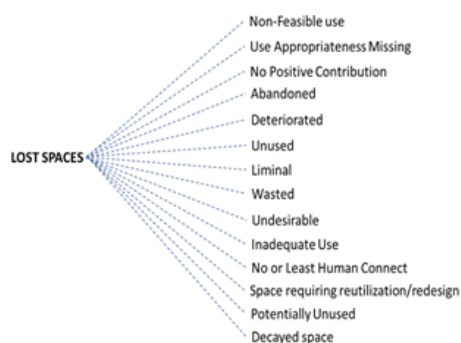 Non-Feasible use
Use Appropriateness Missing
No Positive Contribution
Abandoned
Deteriorated
Unused
LOST SPACES
Liminal
Wasted
Undesirable
Inadequate Use
No or Least Human Connect
Space requiring reutilization/redesign
Potentially Unused
Decayed space